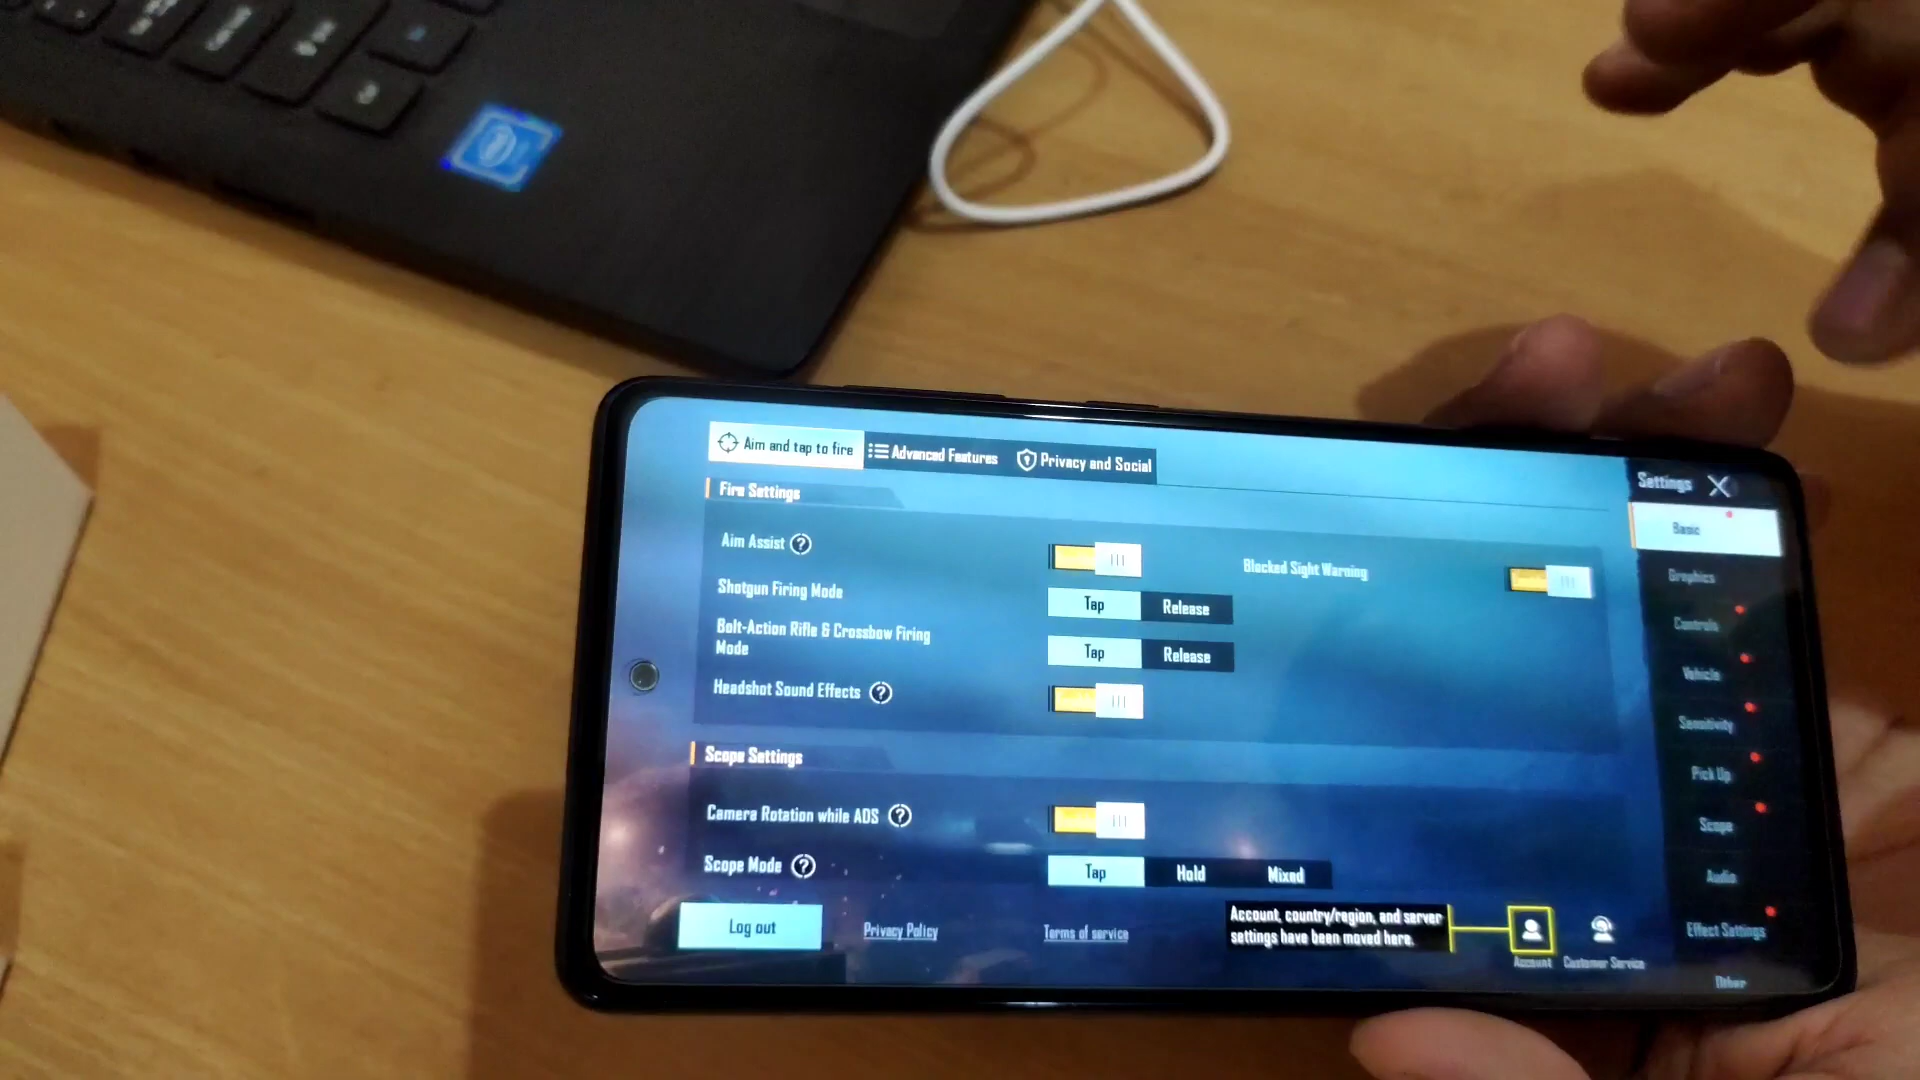 Aim and tap to fire
Advanced Features
Privacy and Social
Settings
Fire Settings
Basic
Aim Assist
Blocked Sight Warning
Graphics
Shotgun Firing Mode
Tap
Release
Controls
Bolt-Action Rifle & Crossbow Firing
Mode
Tap
Release
Vehicle
Headshot Sound Effects
Sensitivity
Scope Settings
Pick Up
Camera Rotation while ADS
Scope
Scope Mode
Tap
Hold
Mixed
Audio
Log out
Privacy Policy
Terms of service
Account, country/region, and server
settings have been moved here.
Account
Customer Service
Effect Settings
Other